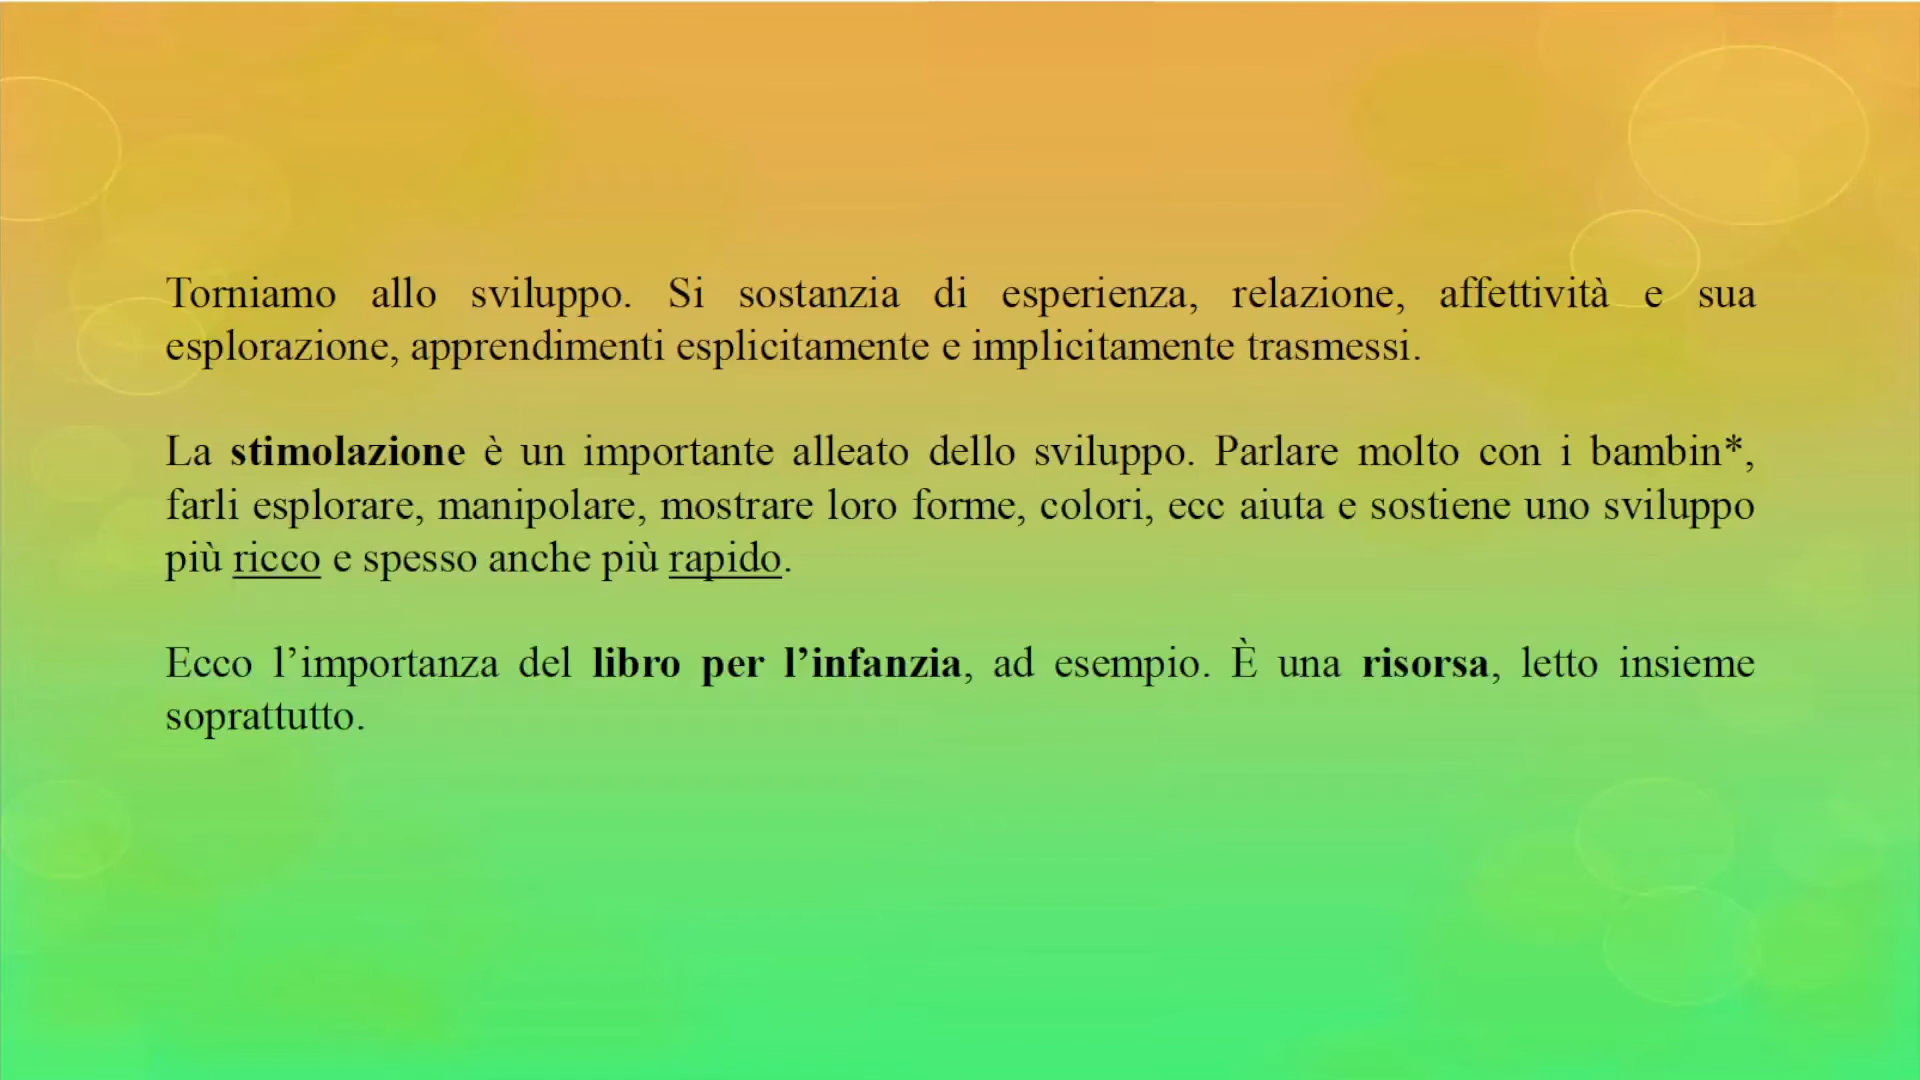 Torniamo allo sviluppo. Si sostanzia di esperienza, relazione, affettività e sua
esplorazione, apprendimenti esplicitamente e implicitamente trasmessi.
La stimolazione è un importante alleato dello sviluppo. Parlare molto con i bambin*,
farli esplorare, manipolare, mostrare loro forme, colori, ecc aiuta e sostiene uno sviluppo
più ricco e spesso anche più rapido.
Ecco l’importanza del libro per l’infanzia, ad esempio. È una risorsa, letto insieme
soprattutto.